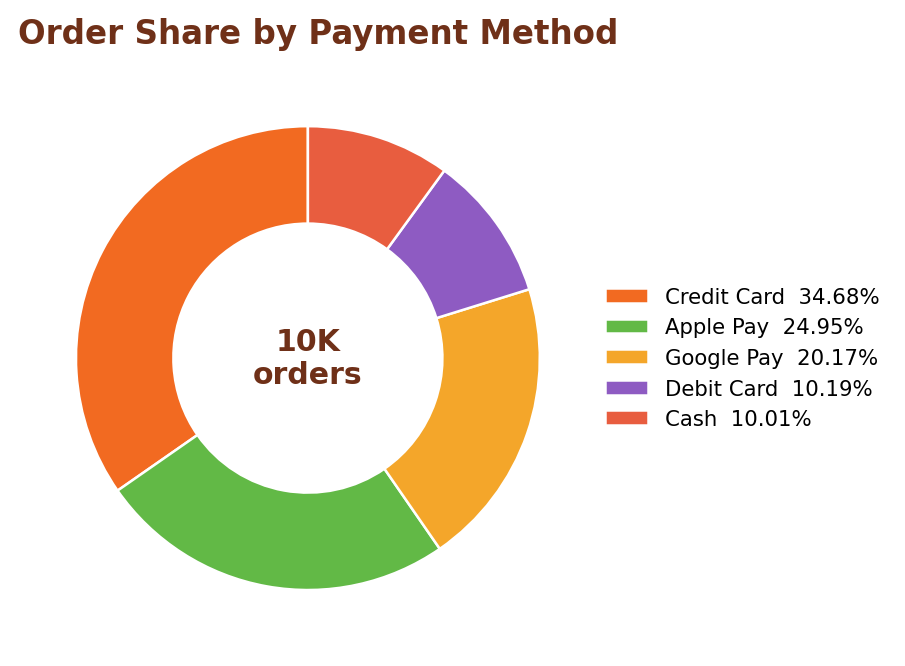 Order Share by Payment Method
10K
orders
Credit Card  34.68%
Apple Pay  24.95%
Google Pay  20.17%
Debit Card  10.19%
Cash  10.01%